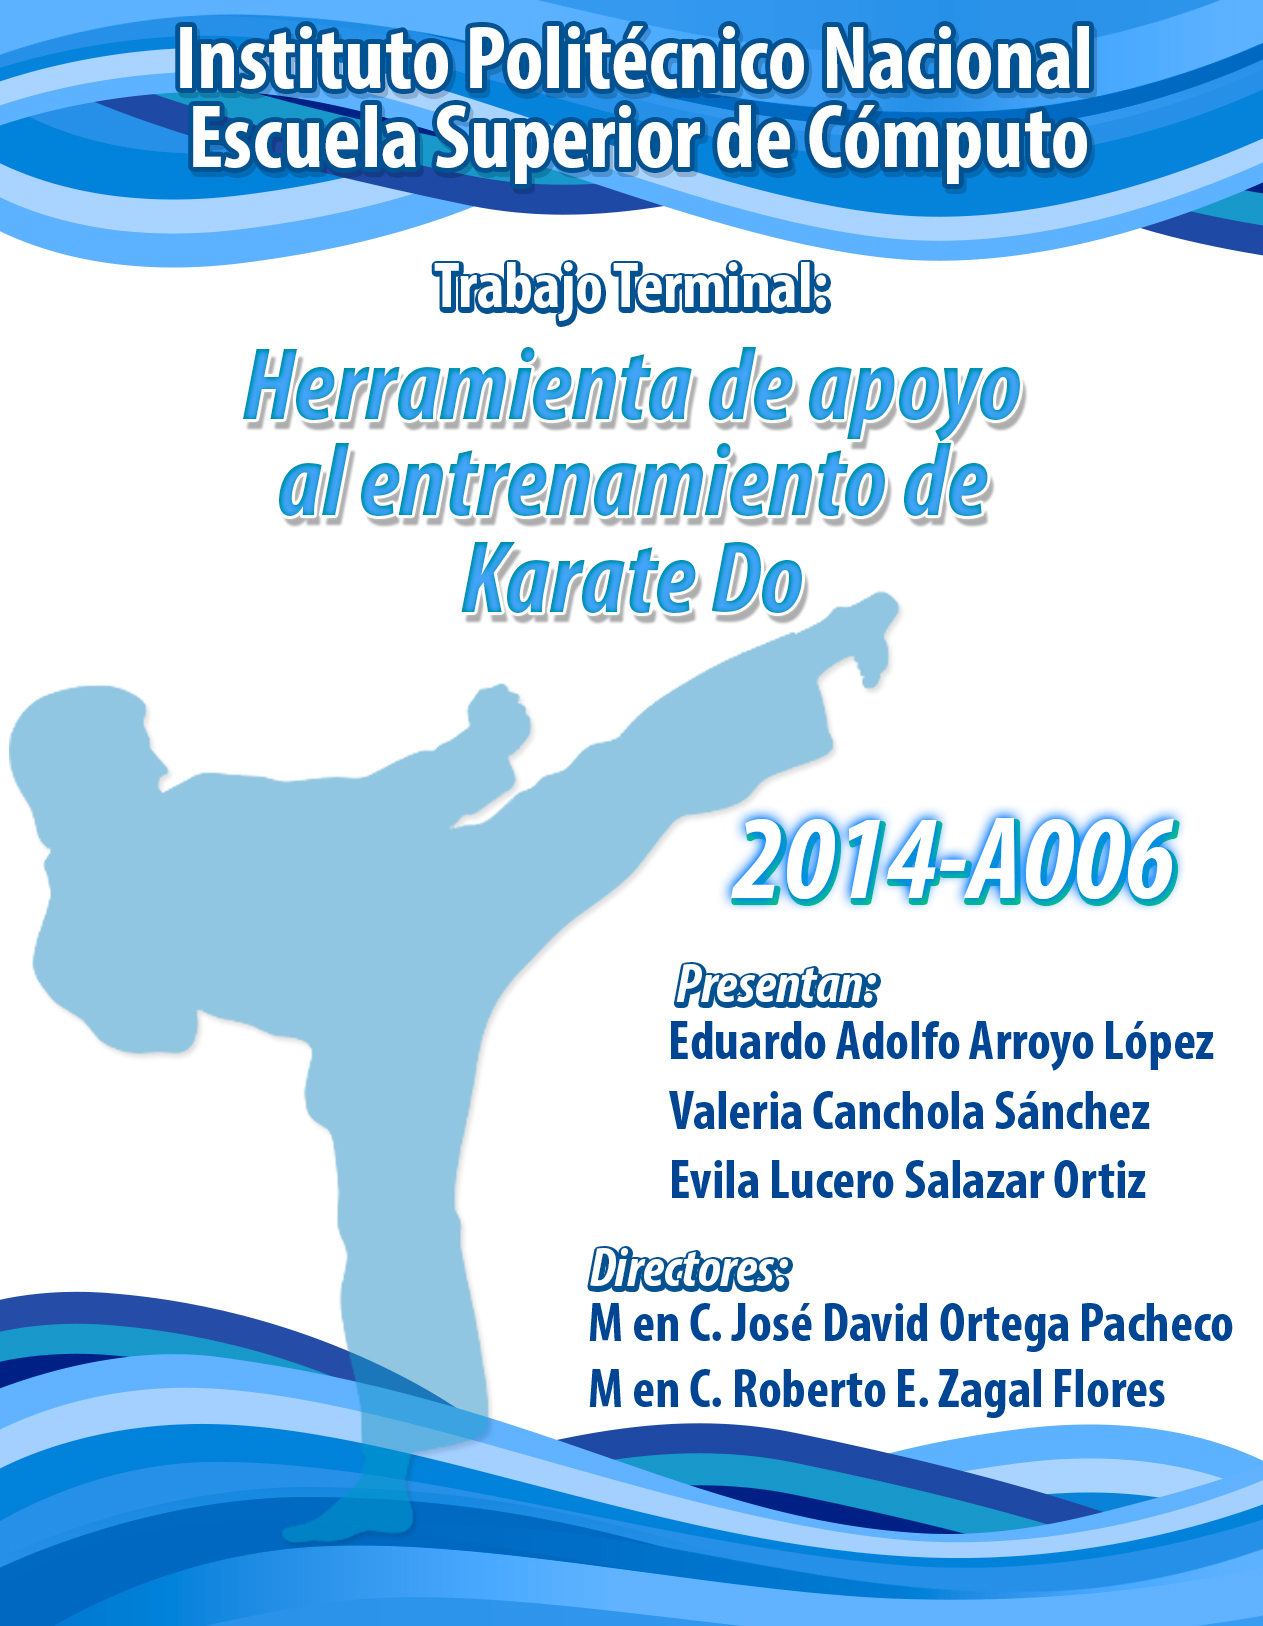 Instituto Politécnico Nacional
Escuela Superior de Cómputo
Trabajo Terminal:
Herramienta de apoyo
al entrenamiento de
Karate Do
2014-A006
Presentan:
Eduardo Adolfo Arroyo López
Valeria Canchola Sánchez
Evila Lucero Salazar Ortiz
Directores:
M en C. José David Ortega Pacheco
M en C. Roberto E. Zagal Flores